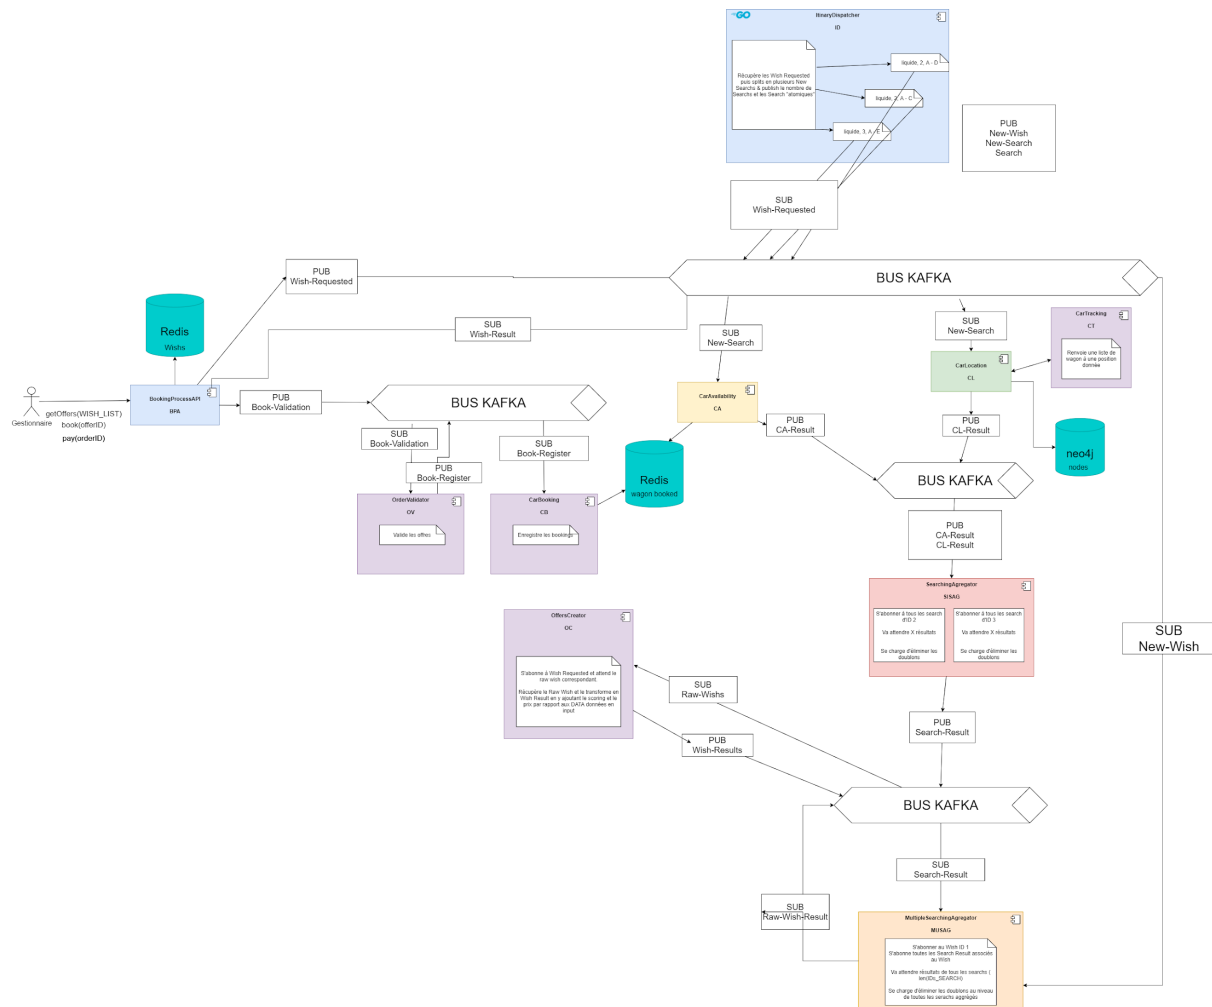 GO
ItinaryDispatcher
ID
Récupère les Wish Requested
puis splits en plusieurs New
Searchs & publish le nombre de
Searchs et les Search "atomiques"
liquide, 2, A - D
liquide, 2, A - C
liquide, 3, A - E
PUB
New-Wish
New-Search
Search
SUB
Wish-Requested
BUS KAFKA
PUB
Wish-Requested
SUB
Wish-Result
SUB
New-Search
SUB
New-Search
CarTracking
CT
Renvoie une liste de
wagon à une position
donnée
Redis
Wishs
CarLocation
CL
BookingProcessAPI
BPA
Gestionnaire
getOffers(WISH_LIST)
book(offerID)
pay(orderID)
PUB
Book-Validation
BUS KAFKA
CarAvailability
CA
PUB
CA-Result
PUB
CL-Result
neo4j
nodes
SUB
Book-Validation
PUB
Book-Register
SUB
Book-Register
Redis
wagon booked
BUS KAFKA
OrderValidator
OV
Valide les offres
CarBooking
CB
Enregistre les bookings
PUB
CA-Result
CL-Result
SearchingAgregator
SISAG
S'abonner à tous les search
d'ID 2
Va attendre X résultats
Se charge d'éliminer les
doublons
S'abonner à tous les search
d'ID 3
Va attendre X résultats
Se charge d'éliminer les
doublons
SUB
New-Wish
OffersCreator
OC
S'abonne à Wish Requested et attend le
raw wish correspondant.
Récupère le Raw Wish et le transforme en
Wish Result en y ajoutant le scoring et le
prix par rapport aux DATA données en
input
SUB
Raw-Wishs
PUB
Wish-Results
PUB
Search-Result
BUS KAFKA
SUB
Search-Result
SUB
Raw-Wish-Result
MultipleSearchingAgregator
MUSAG
S'abonner au Wish ID 1
S'abonne toutes les Search Result associés
au Wish
Va attendre résultats de tous les searchs (
len(IDs_SEARCH)
Se charge d'éliminer les doublons au niveau
de toutes les serachs aggrégés